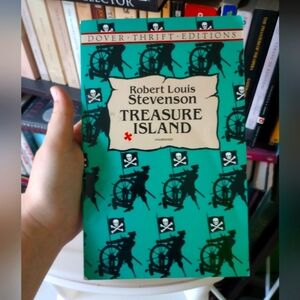 DOVER · THRIFT · EDITIONS
Robert Louis
Stevenson
TREASURE
ISLAND